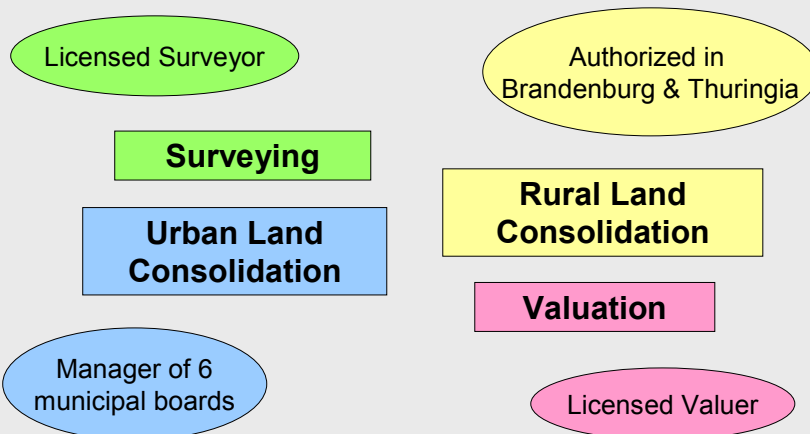 Licensed Surveyor
Authorized in
Brandenburg & Thuringia
Surveying
Rural Land
Consolidation
Urban Land
Consolidation
Valuation
Manager of 6
municipal boards
Licensed Valuer